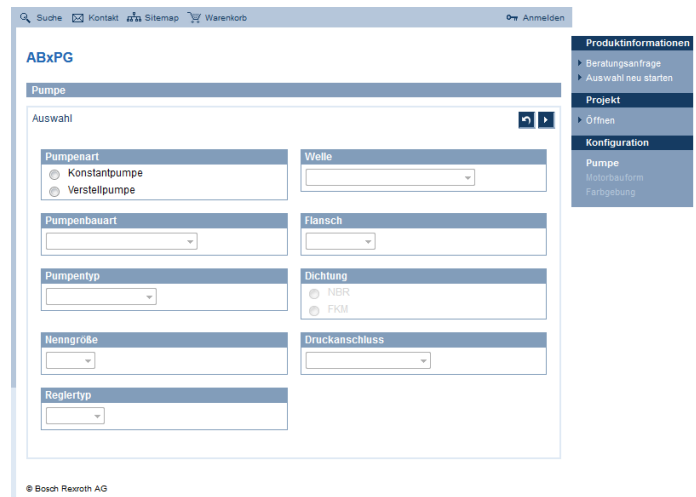 Suche Kontakt Sitemap Warenkorb Anmelden
ABxPG
Pumpe
Auswahl
Pumpenart
Konstantpumpe
Verstellpumpe
Pumpenbauart
Pumpentyp
Nenngröße
Reglertyp
Welle
Flansch
Dichtung
NBR
FKM
Druckanschluss
Produktinformationen
Beratungsanfrage
Auswahl neu starten
Projekt
Öffnen
Konfiguration
Pumpe
Motorbauform
Farbgebung
© Bosch Rexroth AG